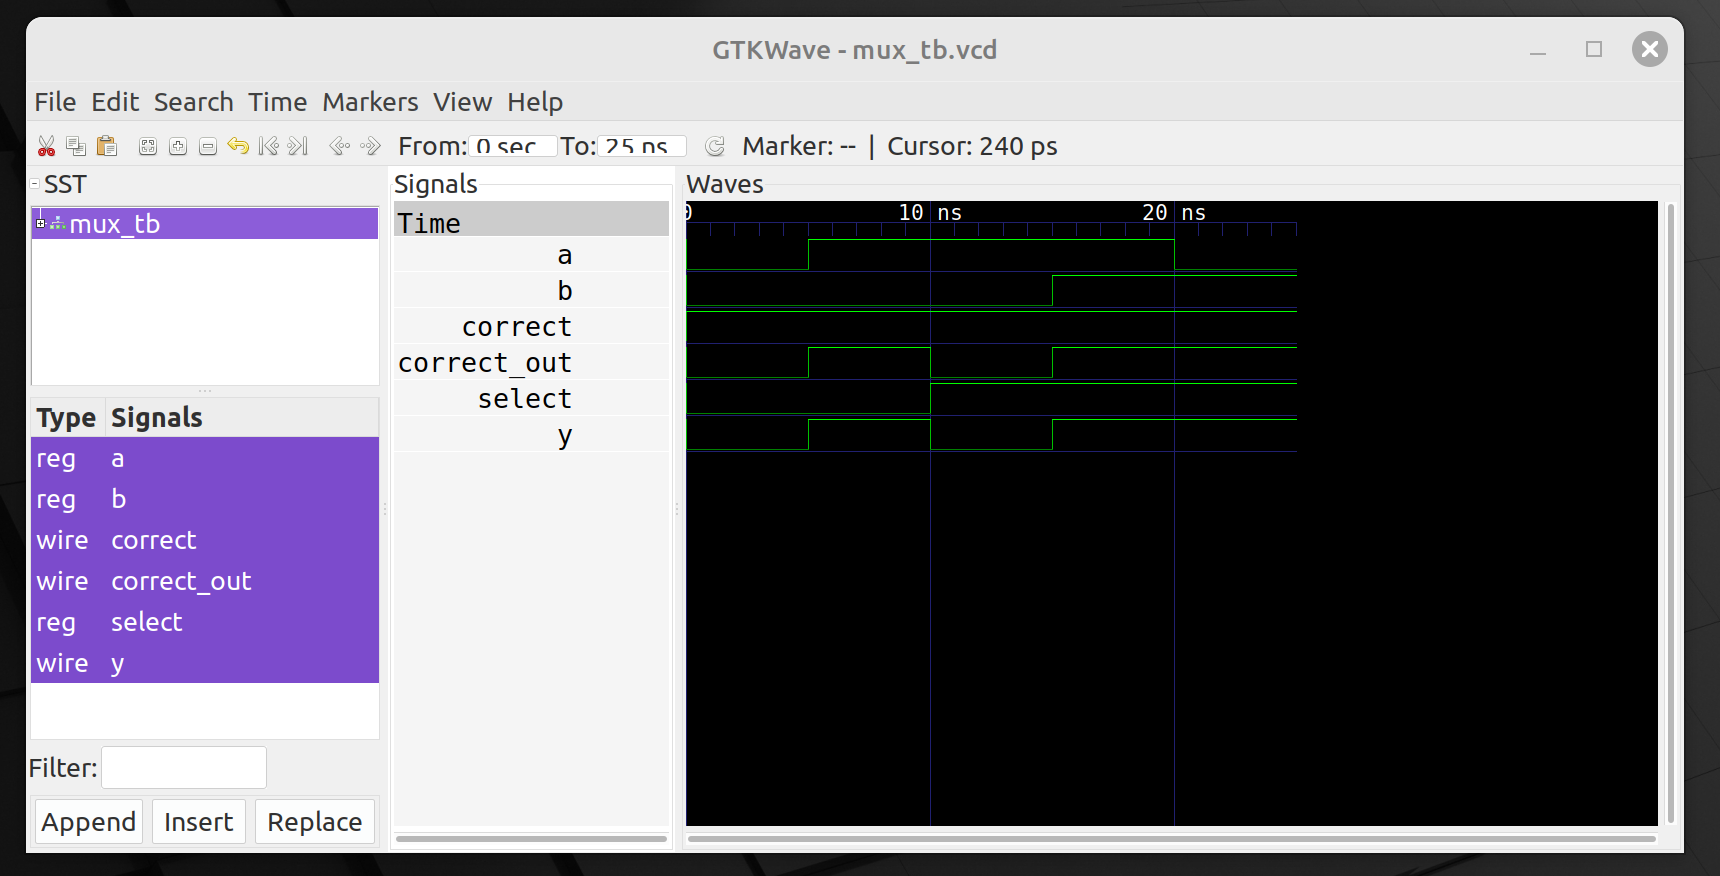 GTKWave - mux_tb.vcd
File Edit Search Time Markers View Help
From: 0 sec To: 25 ns Marker: -- | Cursor: 240 ps
SST
mux_tb
Type Signals
reg a
reg b
wire correct
wire correct_out
reg select
wire y
Filter:
Append Insert Replace
Signals
Time
a
b
correct
correct_out
select
y
Waves
0 10 ns 20 ns